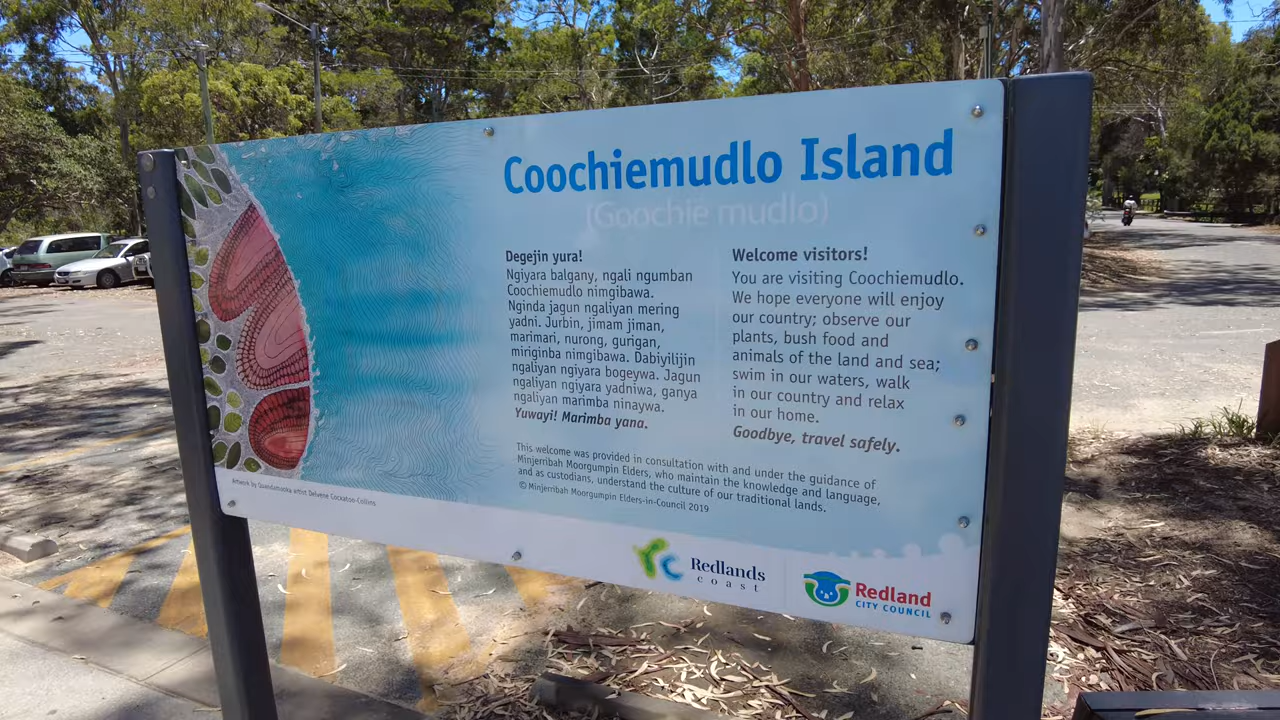 Coochiemudlo Island
(Goochie mudlo)
Degejin yura!
Ngiyara balgany, ngali ngumban
Coochiemudlo nimgibawa.
Nginda jagun ngaliyan mering
yadni. Jurbin, jimam jiman,
marimari, nurong, gurigan,
miriginba nimgibawa. Dabiyilijin
ngaliyan ngiyara bogeywa. Jagun
ngaliyan ngiyara yadniwa, ganya
ngaliyan marimba ninaywa.
Yuwayi! Marimba yana.
Welcome visitors!
You are visiting Coochiemudlo.
We hope everyone will enjoy
our country; observe our
plants, bush food and
animals of the land and sea;
swim in our waters, walk
in our country and relax
in our home.
Goodbye, travel safely.
This welcome was provided in consultation with and under the guidance of
Minjerribah Moorgumpin Elders, who maintain the knowledge and language,
and as custodians, understand the culture of our traditional lands.
© Minjerribah Moorgumpin Elders-in-Council 2019
Artwork by Quandamooka artist Delvene Cockatoo-Collins
Redlands
coast
Redland
CITY COUNCIL